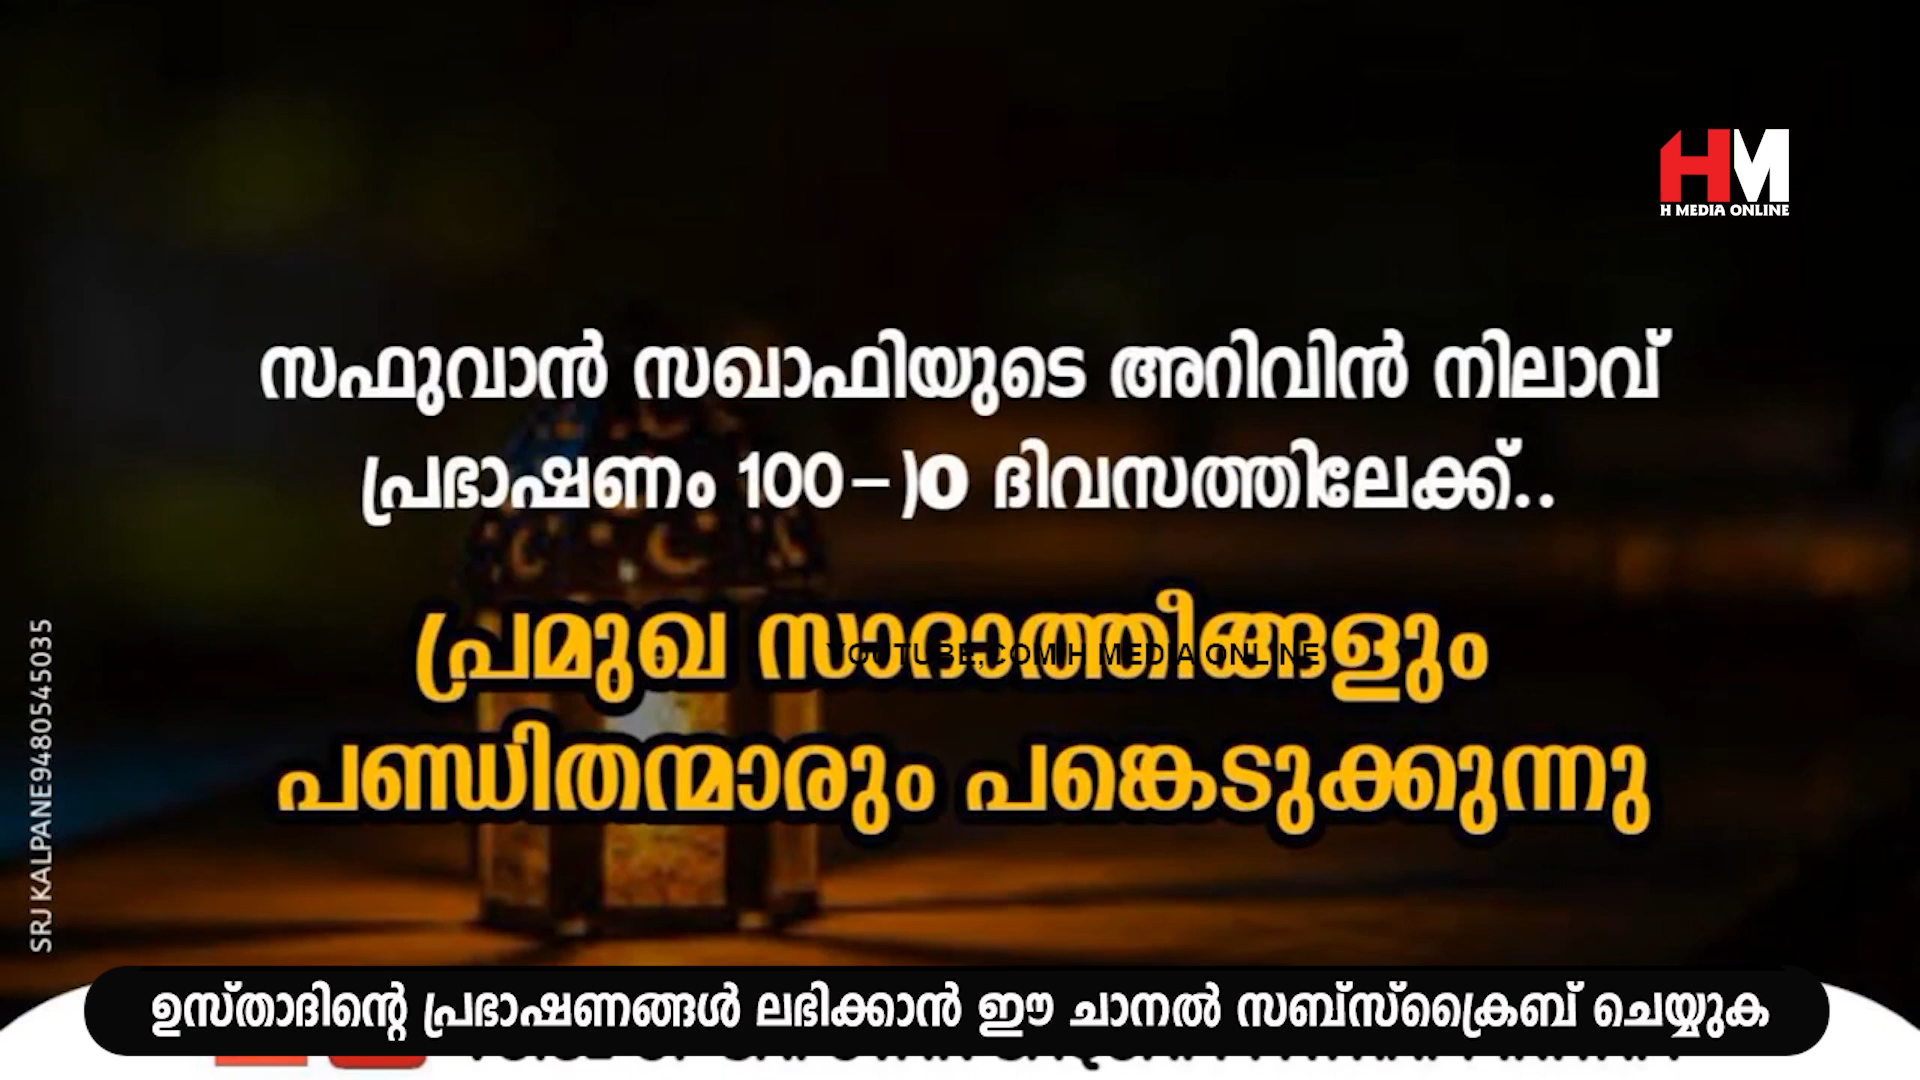 HM
H MEDIA ONLINE
സഫുവാൻ സഖാഫിയുടെ അറിവിൻ നിലാവ്
പ്രഭാഷണം 100-)o ദിവസത്തിലേക്ക്..
പ്രമുഖ സാദാത്തീങ്ങളും
YOUTUBE,COM H MEDIA ONLINE
പണ്ഡിതന്മാരും പങ്കെടുക്കുന്നു
SRJ KALPANE9480545035
ഉസ്താദിന്റെ പ്രഭാഷണങ്ങൾ ലഭിക്കാൻ ഈ ചാനൽ സബ്സ്ക്രൈബ് ചെയ്യുക